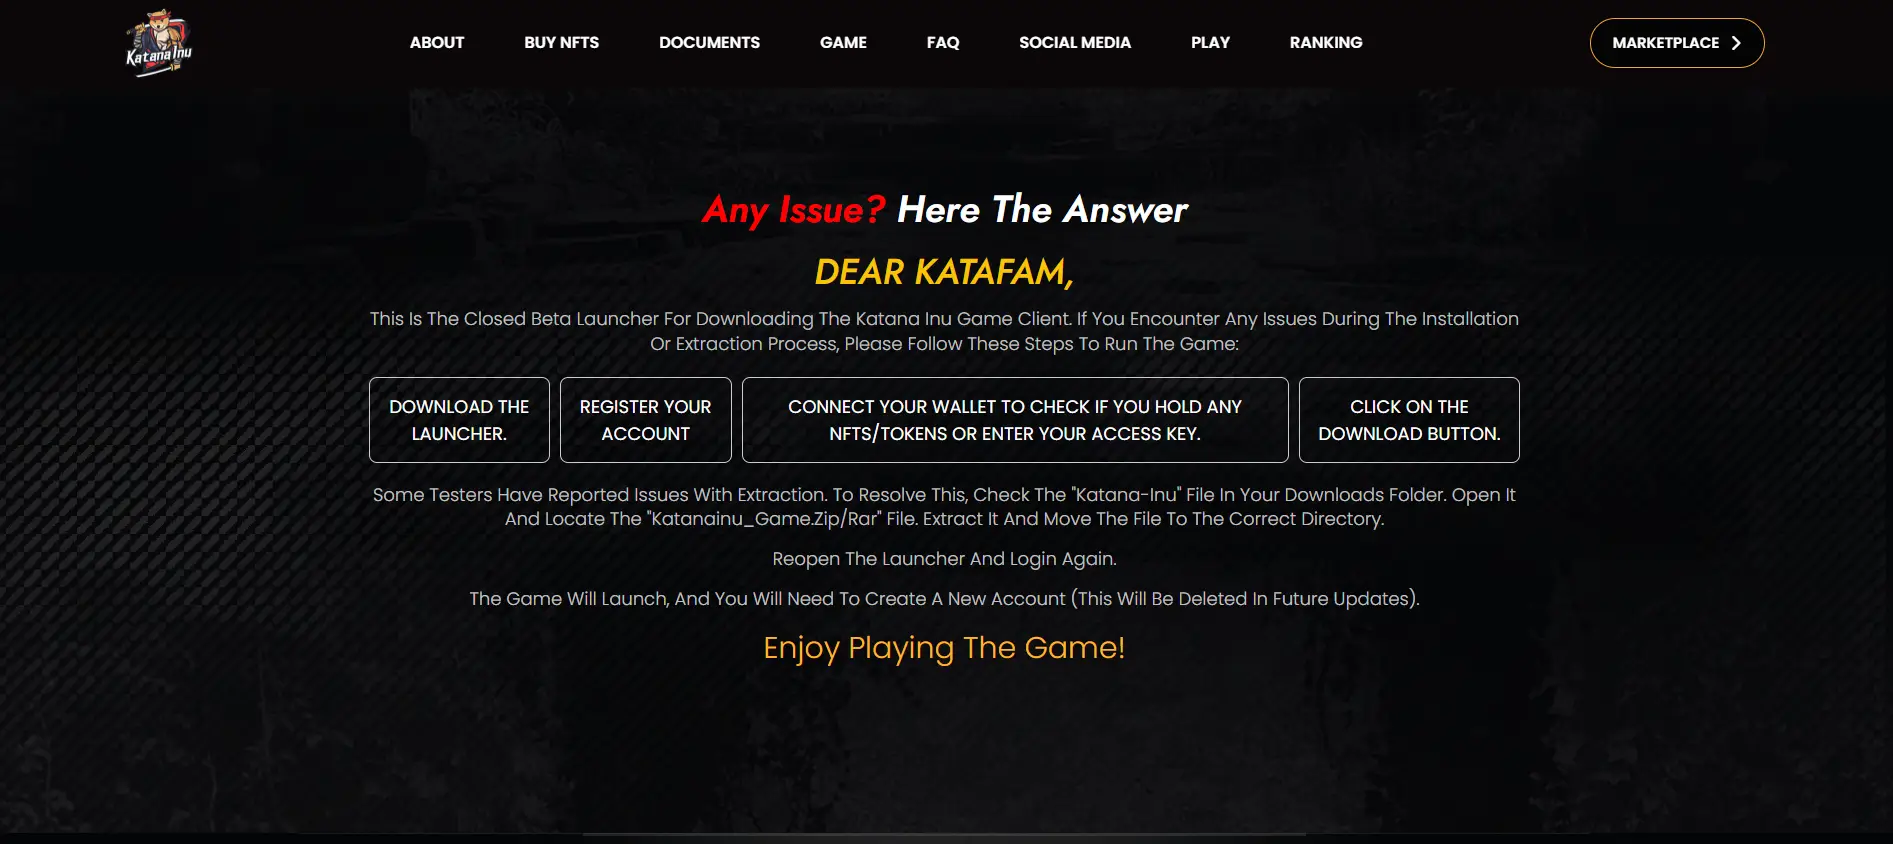 Katana Inu
ABOUT
BUY NFTS
DOCUMENTS
GAME
FAQ
SOCIAL MEDIA
PLAY
RANKING
MARKETPLACE
Any Issue? Here The Answer
DEAR KATAFAM,
This Is The Closed Beta Launcher For Downloading The Katana Inu Game Client. If You Encounter Any Issues During The Installation
Or Extraction Process, Please Follow These Steps To Run The Game:
DOWNLOAD THE
LAUNCHER.
REGISTER YOUR
ACCOUNT
CONNECT YOUR WALLET TO CHECK IF YOU HOLD ANY
NFTS/TOKENS OR ENTER YOUR ACCESS KEY.
CLICK ON THE
DOWNLOAD BUTTON.
Some Testers Have Reported Issues With Extraction. To Resolve This, Check The "Katana-Inu" File In Your Downloads Folder. Open It
And Locate The "Katanainu_Game.Zip/Rar" File. Extract It And Move The File To The Correct Directory.
Reopen The Launcher And Login Again.
The Game Will Launch, And You Will Need To Create A New Account (This Will Be Deleted In Future Updates).
Enjoy Playing The Game!